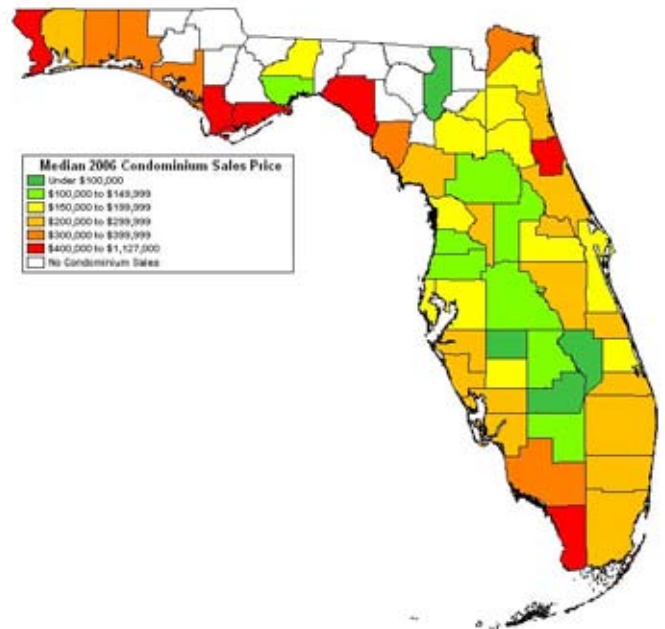 Median 2006 Condominium Sales Price
Under $100,000
$100,000 to $149,999
$150,000 to $199,999
$200,000 to $299,999
$300,000 to $399,999
$400,000 to $1,127,000
No Condominium Sales